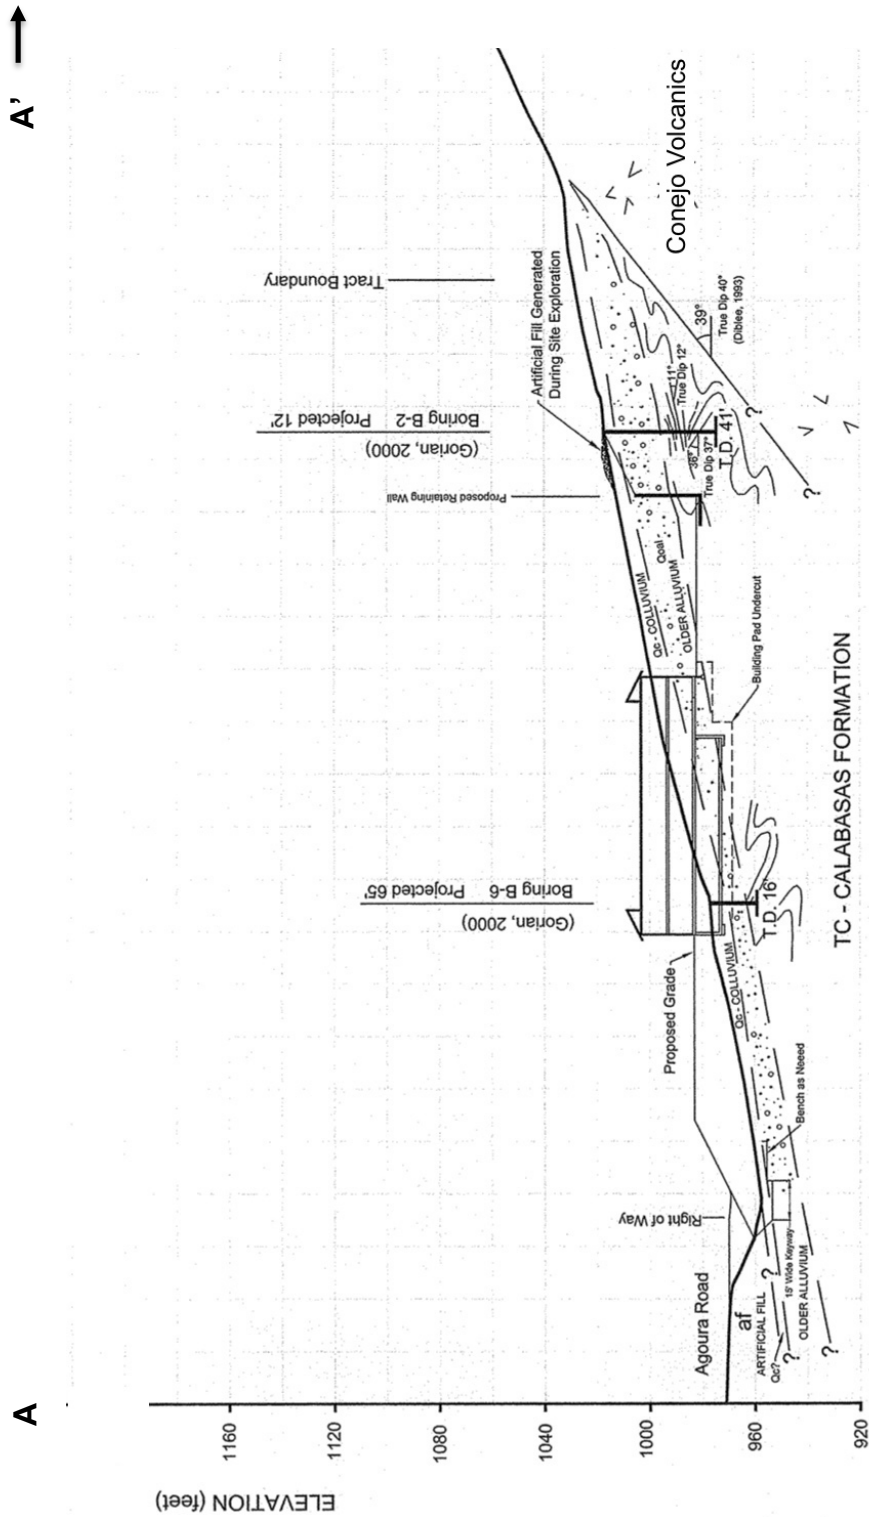 A
A’
ELEVATION (feet)
1160
1120
1080
1040
1000
960
920
Agoura Road
af
ARTIFICIAL FILL
Qc?
?
?
?
15' Wide Keyway
OLDER ALLUVIUM
Right of Way
Bench as Neeed
Proposed Grade
Qc - COLLUVIUM
Boring B-6 Projected 65'
(Gorian, 2000)
T.D. 16'
TC - CALABASAS FORMATION
Building Pad Undercut
Qc - COLLUVIUM
Qoal
OLDER ALLUVIUM
Proposed Retaining Wall
Boring B-2 Projected 12'
(Gorian, 2000)
Artificial Fill Generated
During Site Exploration
36°
True Dip 37°
T.D. 41'
11°
True Dip 12°
39°
True Dip 40°
(Diblee, 1993)
?
?
Tract Boundary
Conejo Volcanics